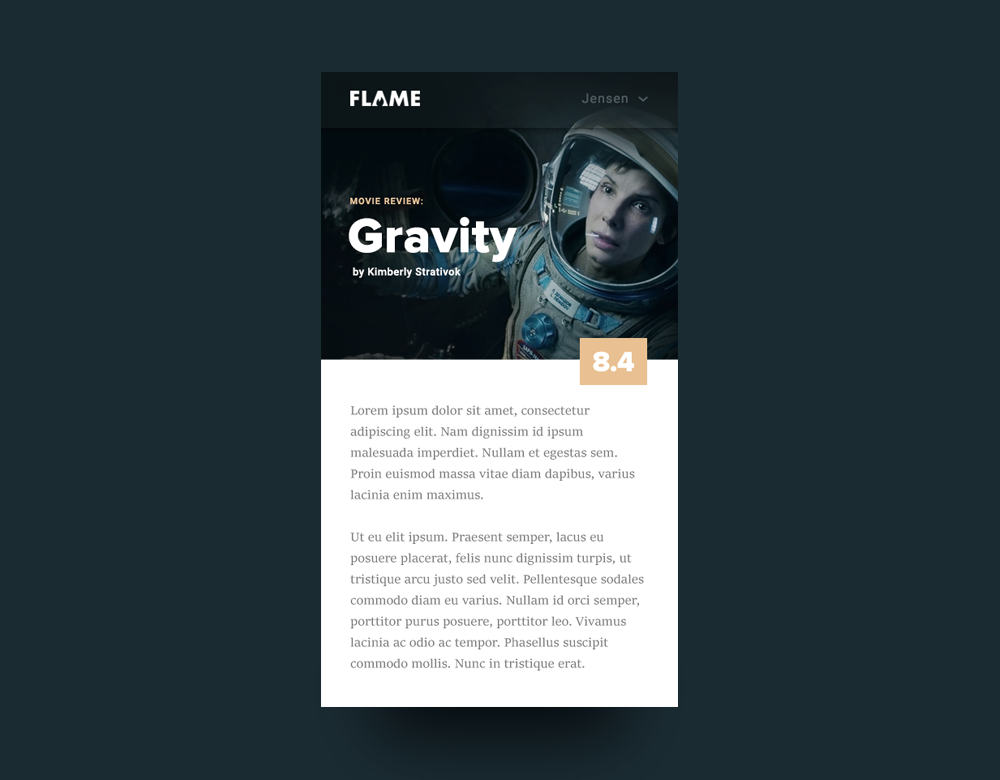 FLAME
Jensen
MOVIE REVIEW:
Gravity
by Kimberly Strativok
8.4
Lorem ipsum dolor sit amet, consectetur
adipiscing elit. Nam dignissim id ipsum
malesuada imperdiet. Nullam et egestas sem.
Proin euismod massa vitae diam dapibus, varius
lacinia enim maximus.
Ut eu elit ipsum. Praesent semper, lacus eu
posuere placerat, felis nunc dignissim turpis, ut
tristique arcu justo sed velit. Pellentesque sodales
commodo diam eu varius. Nullam id orci semper,
porttitor purus posuere, porttitor leo. Vivamus
lacinia ac odio ac tempor. Phasellus suscipit
commodo mollis. Nunc in tristique erat.